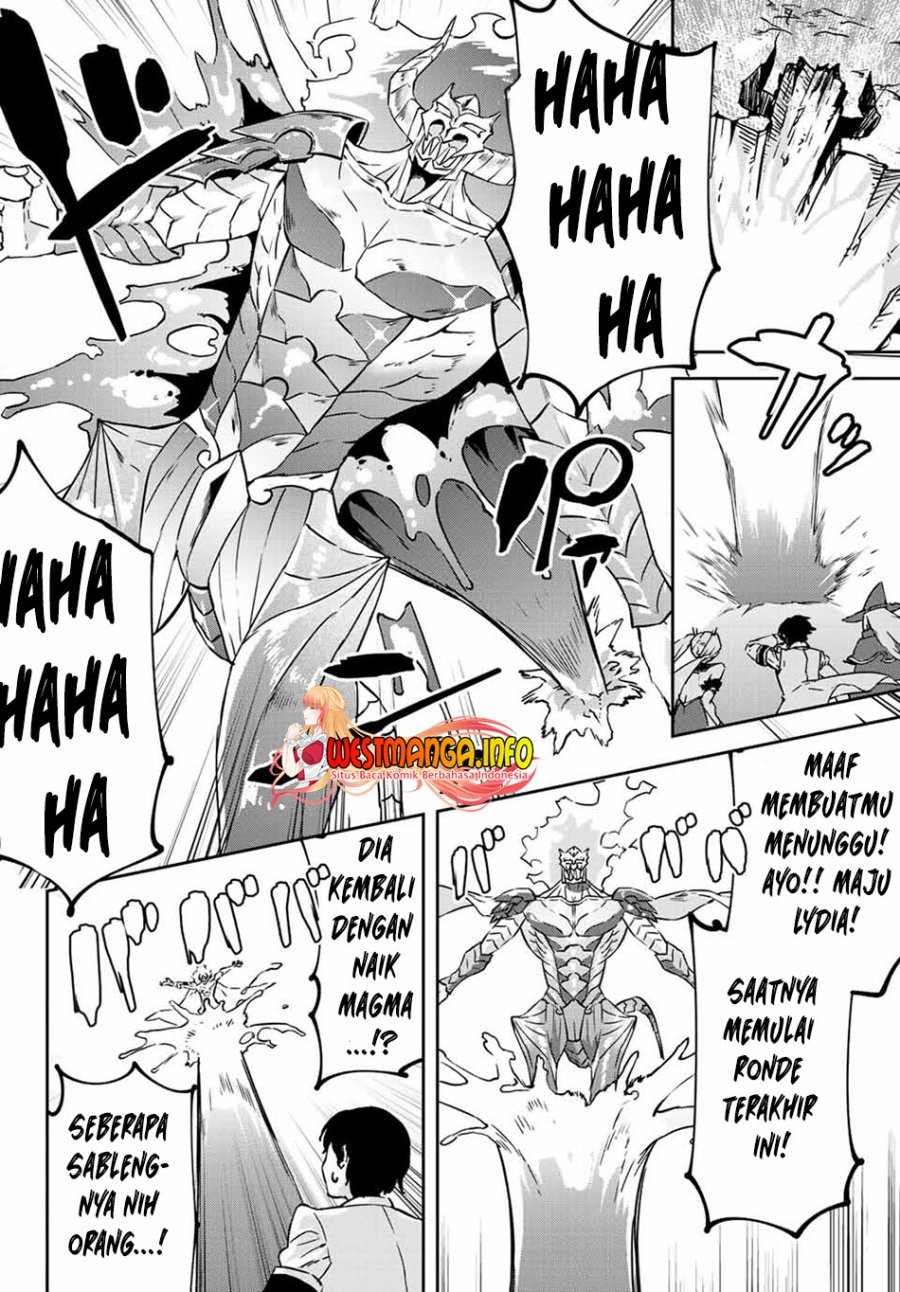 HAHA
HAHA
HA
HAHA
HAHA
HA
WESTMANGA.INFO
Situs Baca Komik Berbahasa Indonesia
MAAF
MEMBUATMU
MENUNGGU!
AYO!! MAJU
LYDIA!
SAATNYA
MEMULAI
RONDE
TERAKHIR
INI!
DIA
KEMBALI
DENGAN
NAIK
MAGMA
....!?
SEBERAPA
SABLENG-
NYA NIH
ORANG...!